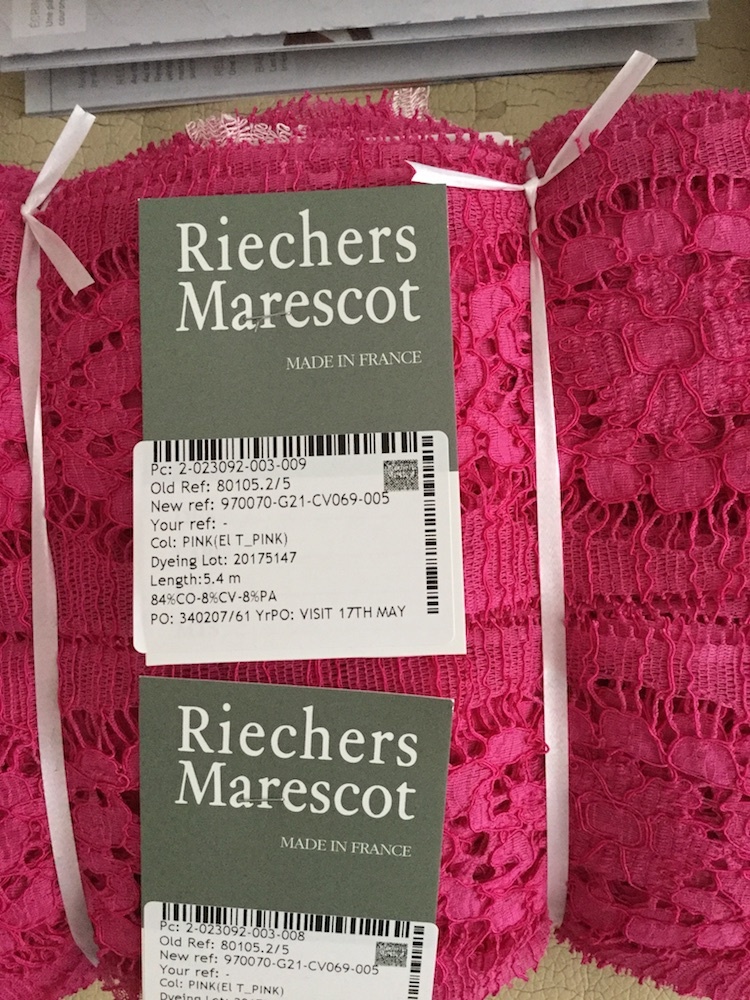 Riechers
Marescot
MADE IN FRANCE
Pc: 2-023092-003-009
Old Ref: 80105.2/5
New ref: 970070-G21-CV069-005
Your ref: -
Col: PINK(El T_PINK)
Dyeing Lot: 20175147
Length:5.4 m
84%CO-8%CV-8%PA
PO: 340207/61 YrPO: VISIT 17TH MAY
Riechers
Marescot
MADE IN FRANCE
Pc: 2-023092-003-008
Old Ref: 80105.2/5
New ref: 970070-G21-CV069-005
Your ref: -
Col: PINK(El T_PINK)
Dyeing Lot: